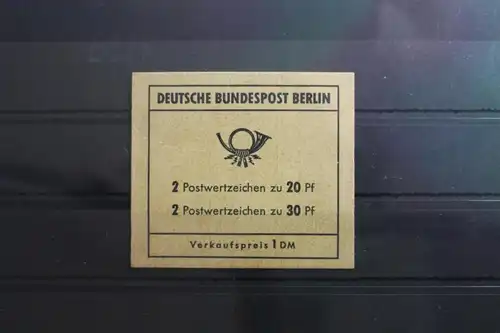 DEUTSCHE BUNDESPOST BERLIN
2 Postwertzeichen zu 20 Pf
2 Postwertzeichen zu 30 Pf
Verkaufspreis 1 DM